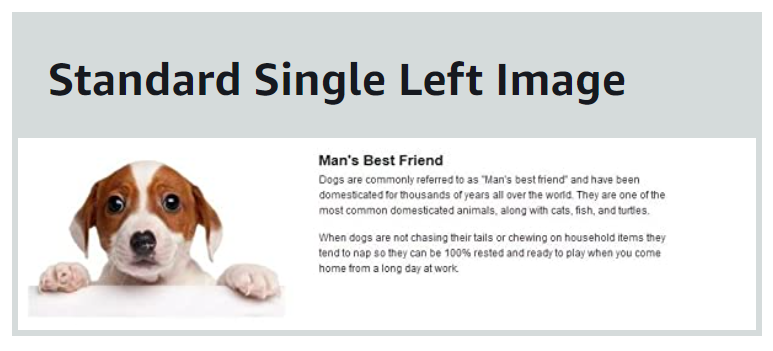 Standard Single Left Image
Man's Best Friend
Dogs are commonly referred to as "Man's best friend" and have been
domesticated for thousands of years all over the world. They are one of the
most common domesticated animals, along with cats, fish, and turtles.
When dogs are not chasing their tails or chewing on household items they
tend to nap so they can be 100% rested and ready to play when you come
home from a long day at work.